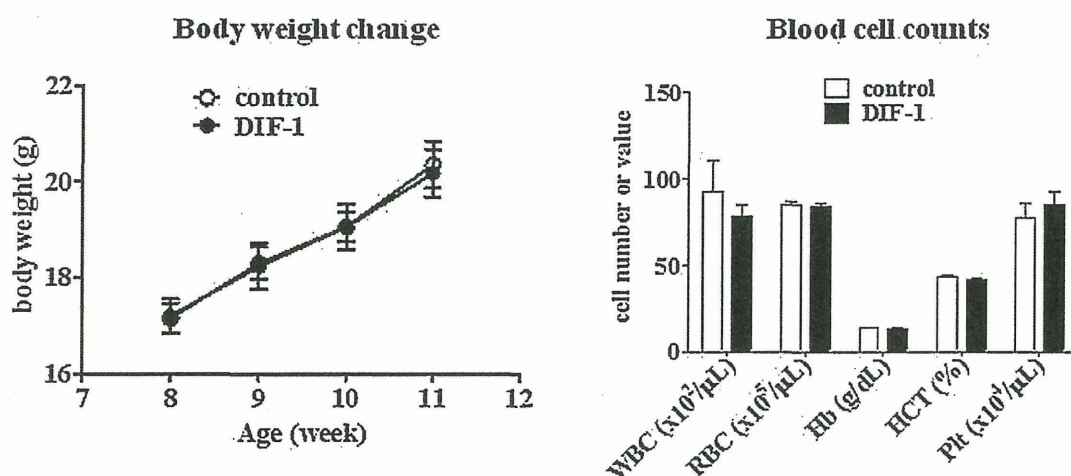 Body weight change
22
20
18
16
body weight (g)
control
DIF-1
7 8 9 10 11 12
Age (week)
Blood cell counts
150
100
50
0
cell number or value
control
DIF-1
WBC (x10²/µL)
RBC (x10⁵/µL)
Hb (g/dL)
HCT (%)
Plt (x10⁴/µL)